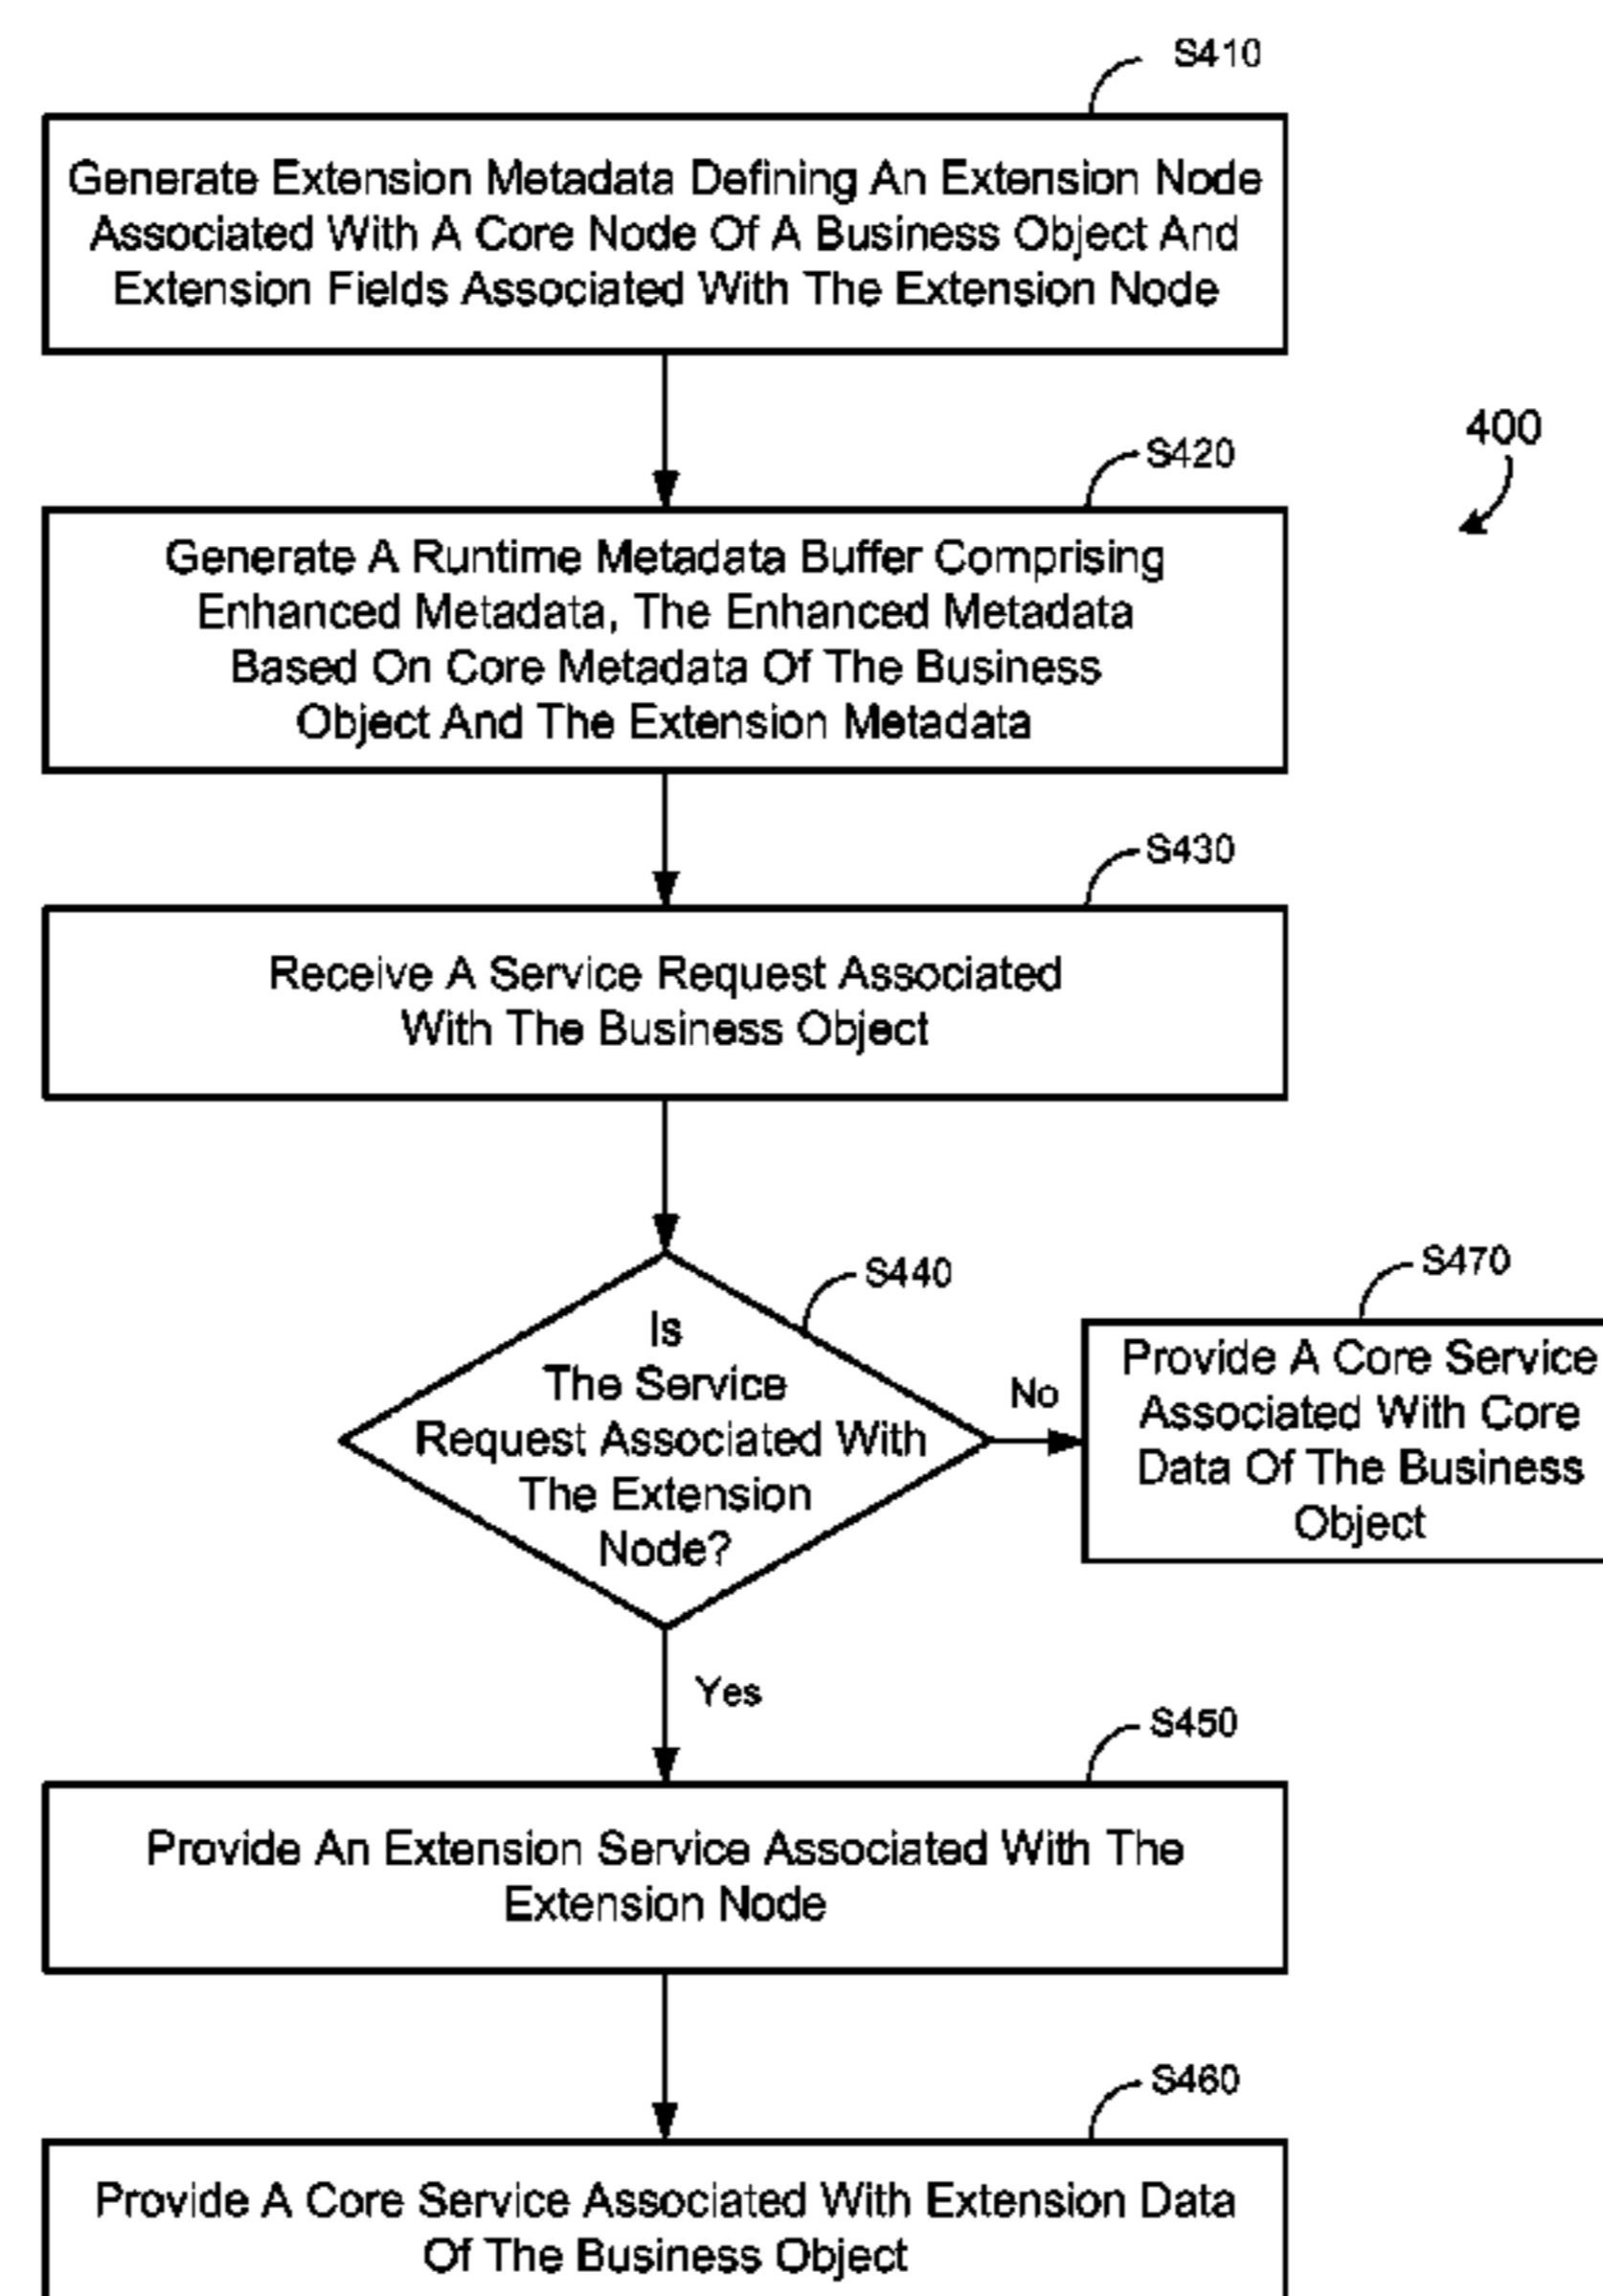 S410
Generate Extension Metadata Defining An Extension Node
Associated With A Core Node Of A Business Object And
Extension Fields Associated With The Extension Node
400
S420
Generate A Runtime Metadata Buffer Comprising
Enhanced Metadata, The Enhanced Metadata
Based On Core Metadata Of The Business
Object And The Extension Metadata
S430
Receive A Service Request Associated
With The Business Object
S440
Is
The Service
Request Associated With
The Extension
Node?
No
S470
Provide A Core Service
Associated With Core
Data Of The Business
Object
Yes
S450
Provide An Extension Service Associated With The
Extension Node
S460
Provide A Core Service Associated With Extension Data
Of The Business Object